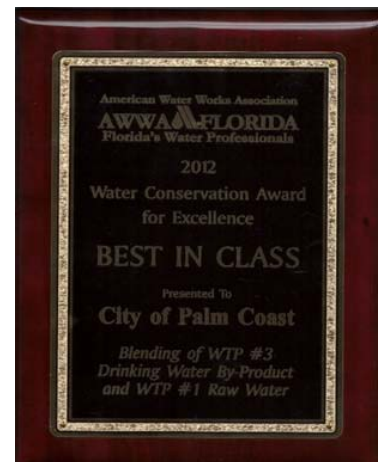 American Water Works Association
AWWA FLORIDA
Florida's Water Professionals
2012
Water Conservation Award
for Excellence
BEST IN CLASS
Presented To
City of Palm Coast
Blending of WTP #3
Drinking Water By-Product
and WTP #1 Raw Water